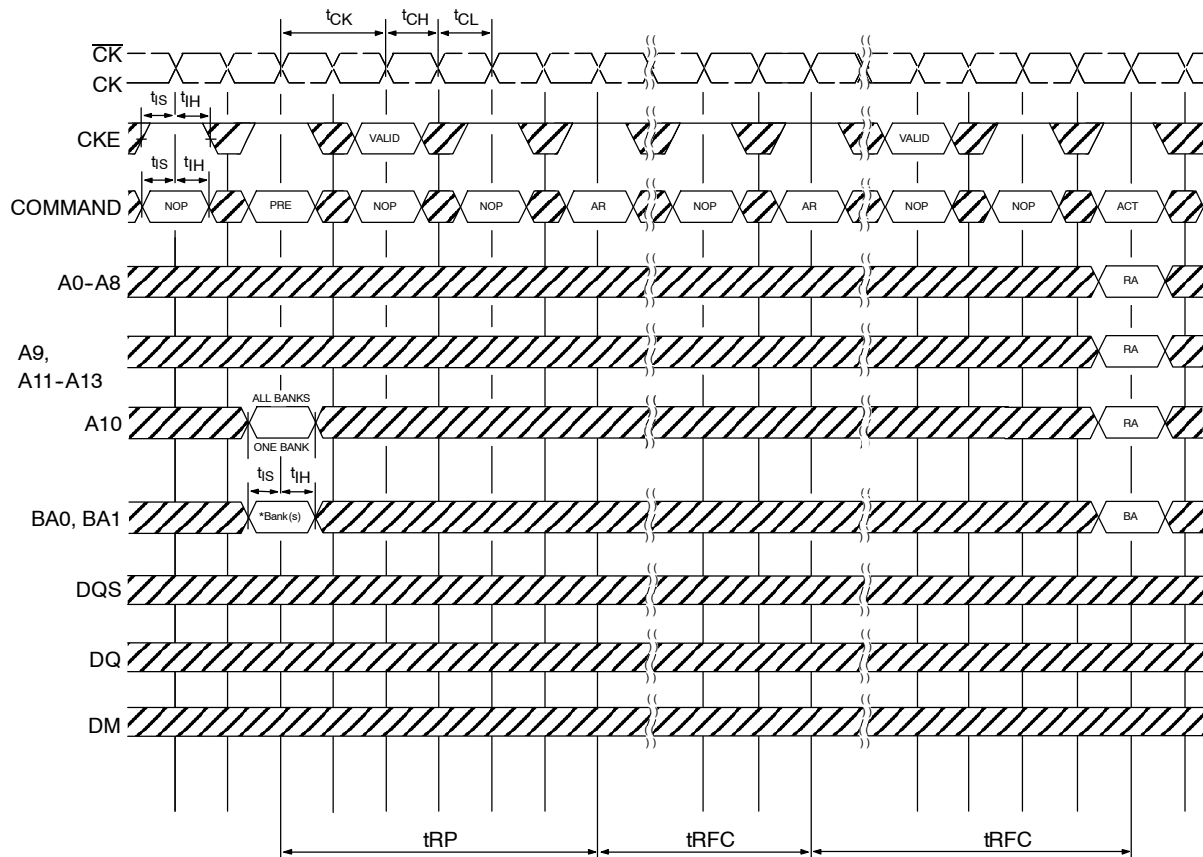 tCK tCH tCL
CK
CK
tIS tIH
CKE VALID VALID
tIS tIH
COMMAND NOP PRE NOP NOP AR NOP AR NOP NOP ACT
A0-A8 RA
A9,
A11-A13 RA
ALL BANKS
A10 RA
ONE BANK
tIS tIH
BA0, BA1 *Bank(s) BA
DQS
DQ
DM
tRP tRFC tRFC